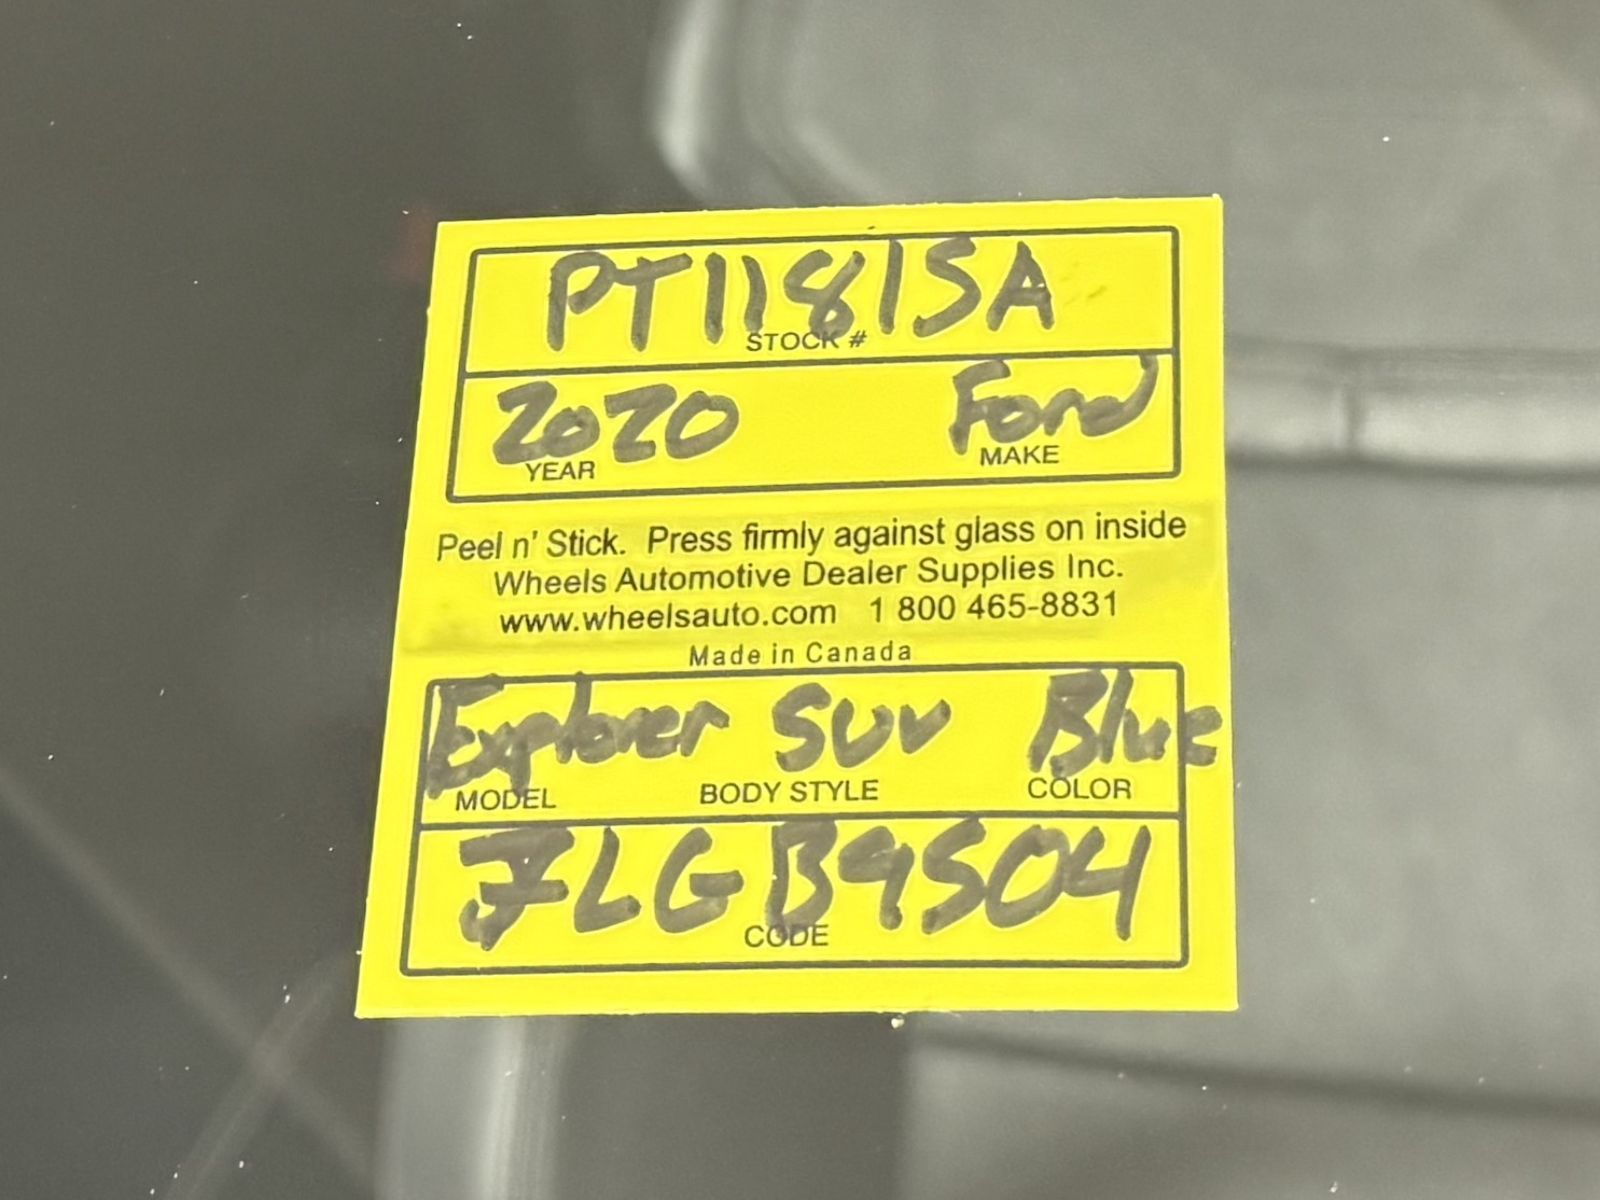 PT11815A
STOCK #
2020 Ford
YEAR MAKE
Peel n' Stick. Press firmly against glass on inside
Wheels Automotive Dealer Supplies Inc.
www.wheelsauto.com 1 800 465-8831
Made in Canada
Explorer SUV Blue
MODEL BODY STYLE COLOR
7LGB9504
CODE